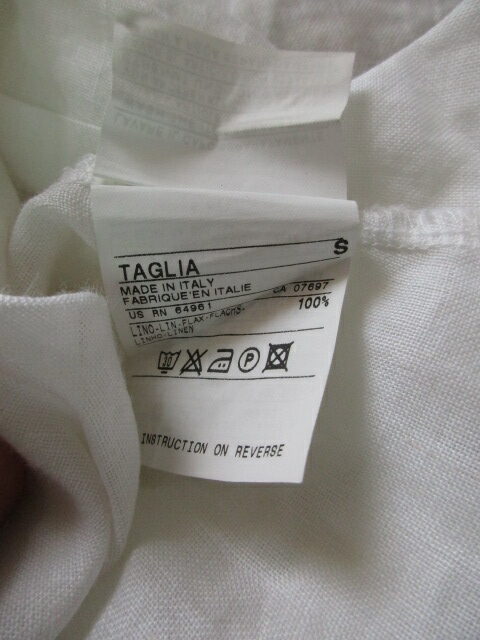 TAGLIA S
MADE IN ITALY
FABRIQUE'EN ITALIE CA 07697
US RN 64961 100%
LINO-LIN-FLAX-FLACHS-
LINHO-LINEN
30 P
INSTRUCTION ON REVERSE